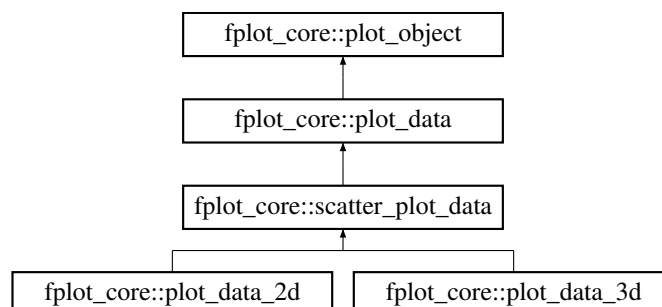 fplot_core::plot_object
fplot_core::plot_data
fplot_core::scatter_plot_data
fplot_core::plot_data_2d
fplot_core::plot_data_3d